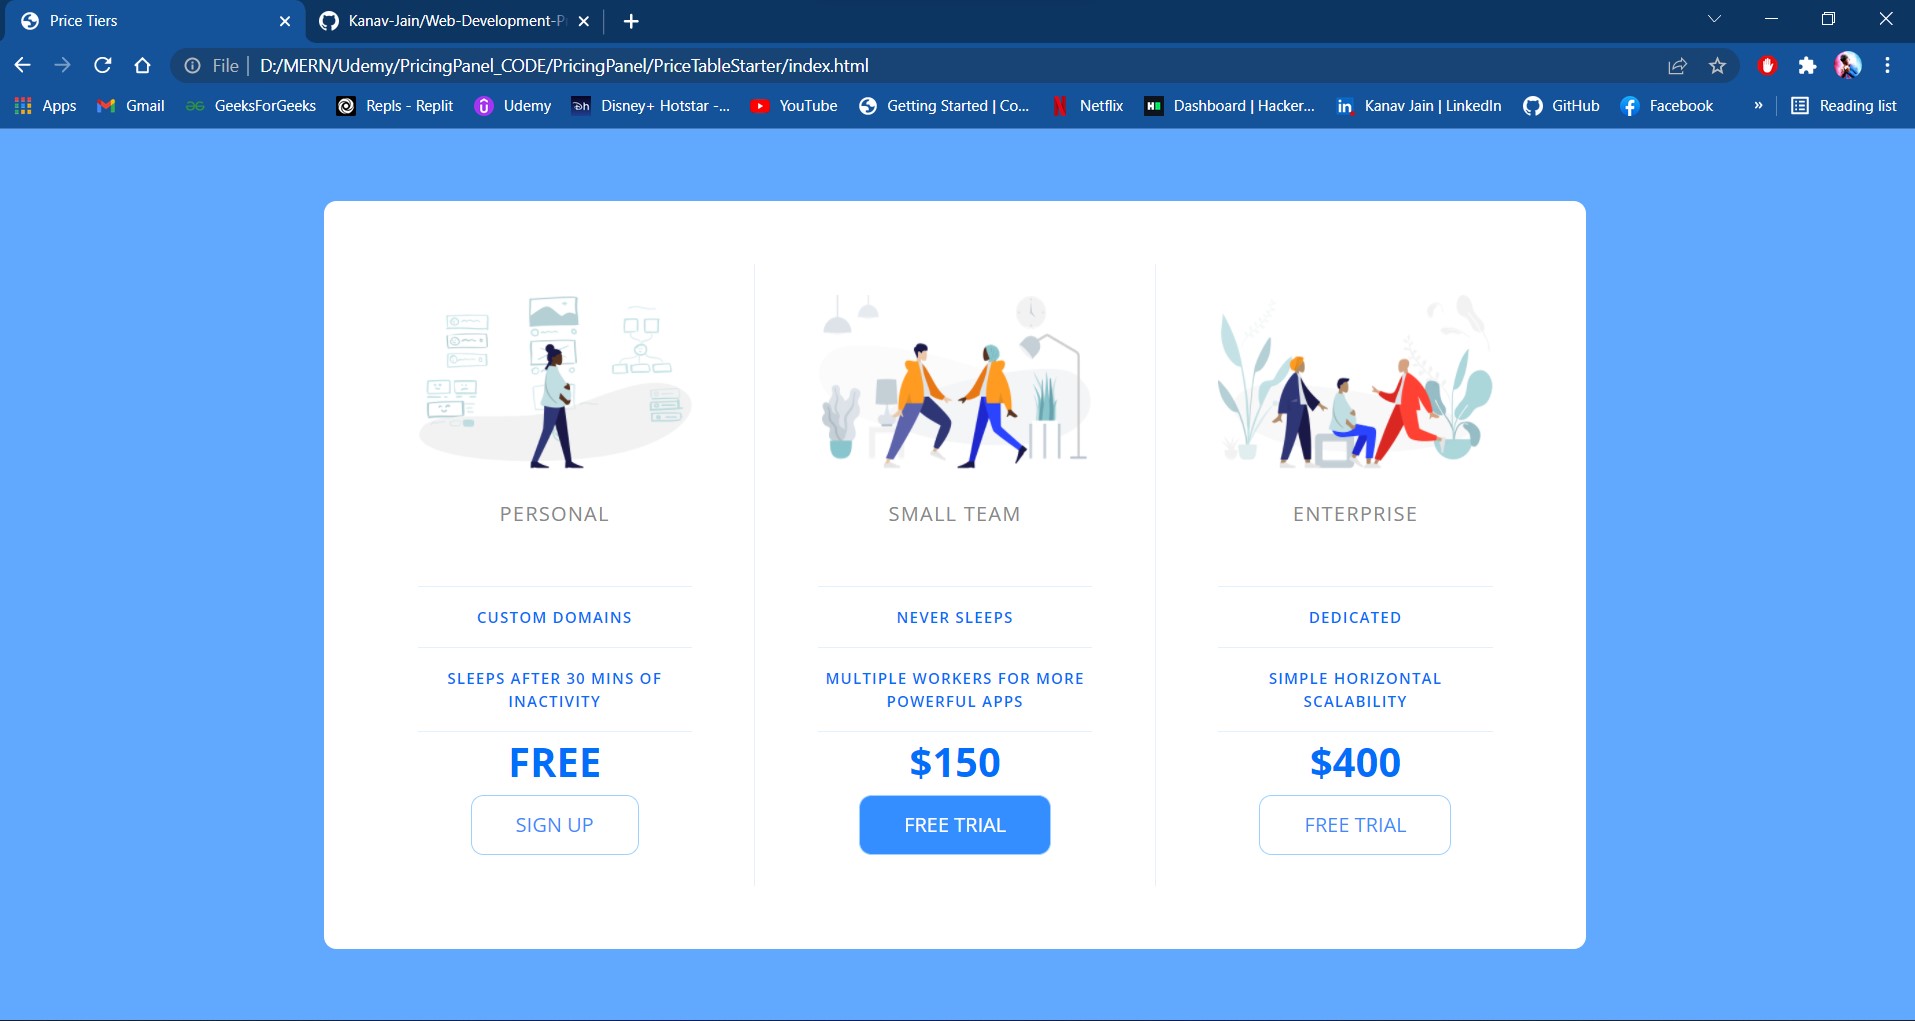 Price Tiers
Kanav-Jain/Web-Development-P
File
D:/MERN/Udemy/PricingPanel_CODE/PricingPanel/PriceTableStarter/index.html
Apps
Gmail
GeeksForGeeks
Repls - Replit
Udemy
Disney+ Hotstar -...
YouTube
Getting Started | Co...
Netflix
Dashboard | Hacker...
Kanav Jain | LinkedIn
GitHub
Facebook
»
Reading list
PERSONAL
CUSTOM DOMAINS
SLEEPS AFTER 30 MINS OF
INACTIVITY
FREE
SIGN UP
SMALL TEAM
NEVER SLEEPS
MULTIPLE WORKERS FOR MORE
POWERFUL APPS
$150
FREE TRIAL
ENTERPRISE
DEDICATED
SIMPLE HORIZONTAL
SCALABILITY
$400
FREE TRIAL